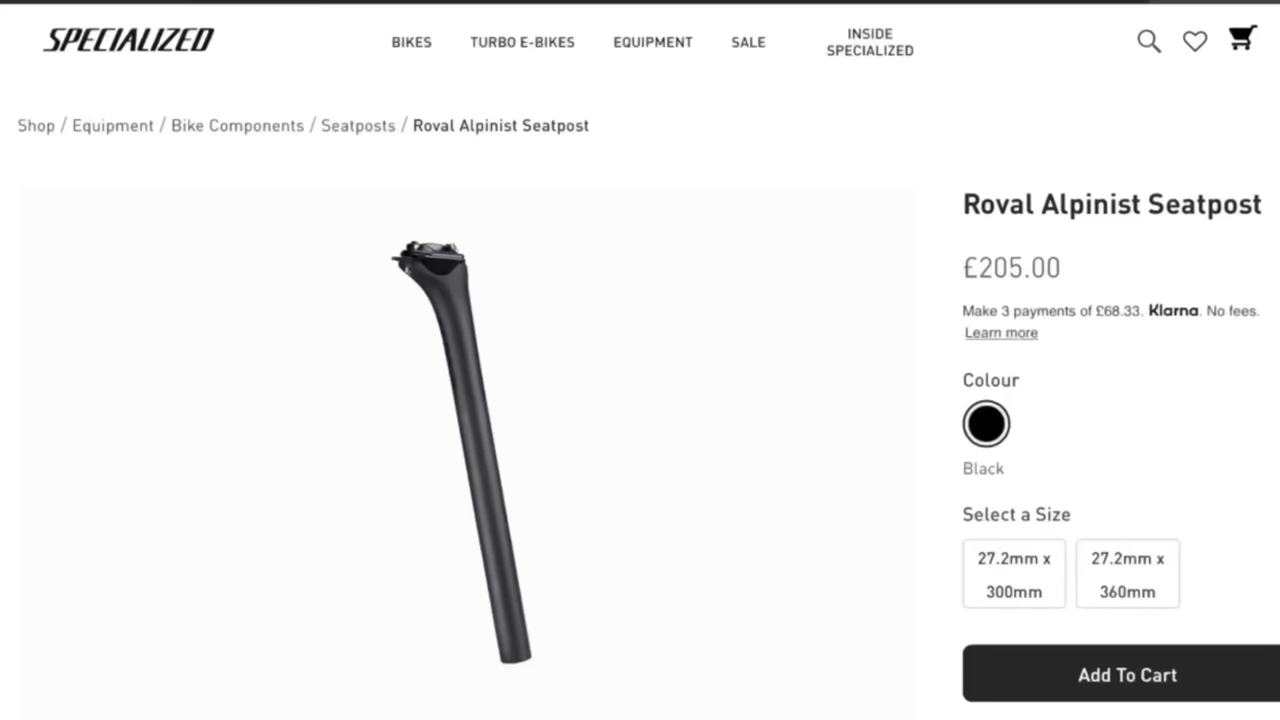 SPECIALIZED
BIKES
TURBO E-BIKES
EQUIPMENT
SALE
INSIDE
SPECIALIZED
Shop / Equipment / Bike Components / Seatposts / Roval Alpinist Seatpost
Roval Alpinist Seatpost
£205.00
Make 3 payments of £68.33. Klarna. No fees.
Learn more
Colour
Black
Select a Size
27.2mm x
300mm
27.2mm x
360mm
Add To Cart